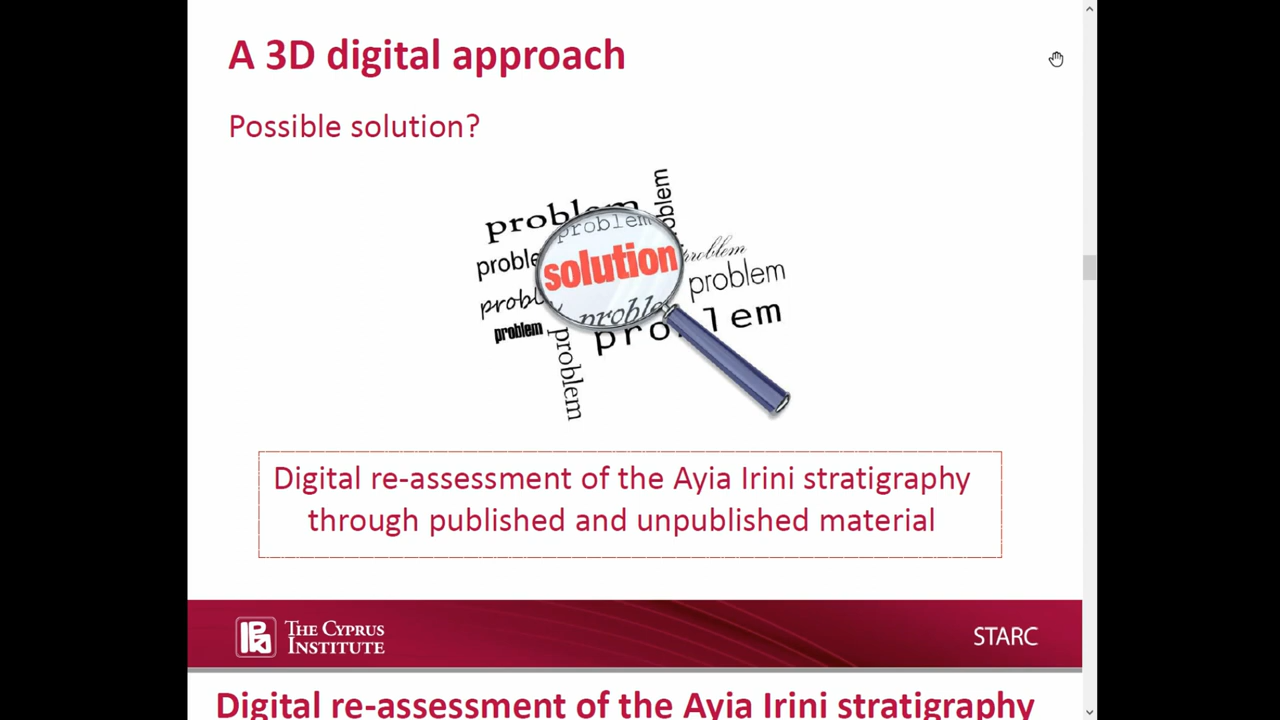 A 3D digital approach
Possible solution?
problem
problem
solution
problem
problem
problem
problem
problem
Digital re-assessment of the Ayia Irini stratigraphy
through published and unpublished material
THE CYPRUS
INSTITUTE
STARC
Digital re-assessment of the Ayia Irini stratigraphy